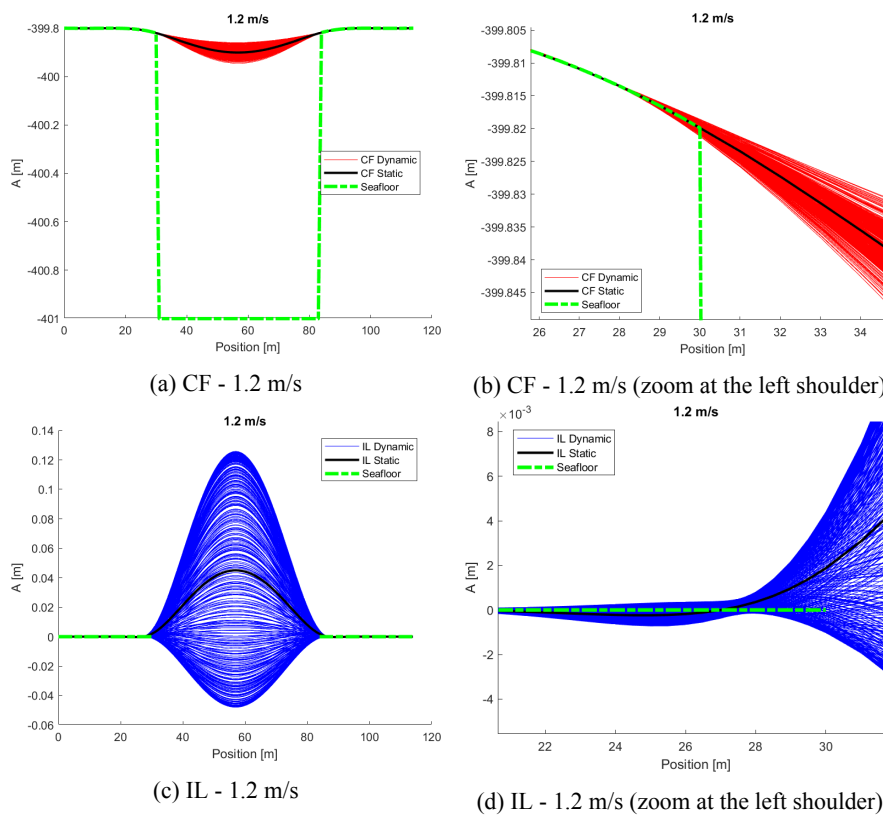 1.2 m/s
-399.8
-400
-400.2
-400.4
-400.6
-400.8
-401
A [m]
CF Dynamic
CF Static
Seafloor
0 20 40 60 80 100 120
Position [m]
(a) CF - 1.2 m/s
1.2 m/s
-399.805
-399.81
-399.815
-399.82
-399.825
-399.83
-399.835
-399.84
-399.845
A [m]
CF Dynamic
CF Static
Seafloor
26 27 28 29 30 31 32 33 34
Position [m]
(b) CF - 1.2 m/s (zoom at the left shoulder)
1.2 m/s
0.14
0.12
0.1
0.08
0.06
0.04
0.02
0
-0.02
-0.04
-0.06
A [m]
IL Dynamic
IL Static
Seafloor
0 20 40 60 80 100 120
Position [m]
(c) IL - 1.2 m/s
1.2 m/s
×10⁻³
8
6
4
2
0
-2
-4
A [m]
IL Dynamic
IL Static
Seafloor
22 24 26 28 30
Position [m]
(d) IL - 1.2 m/s (zoom at the left shoulder)